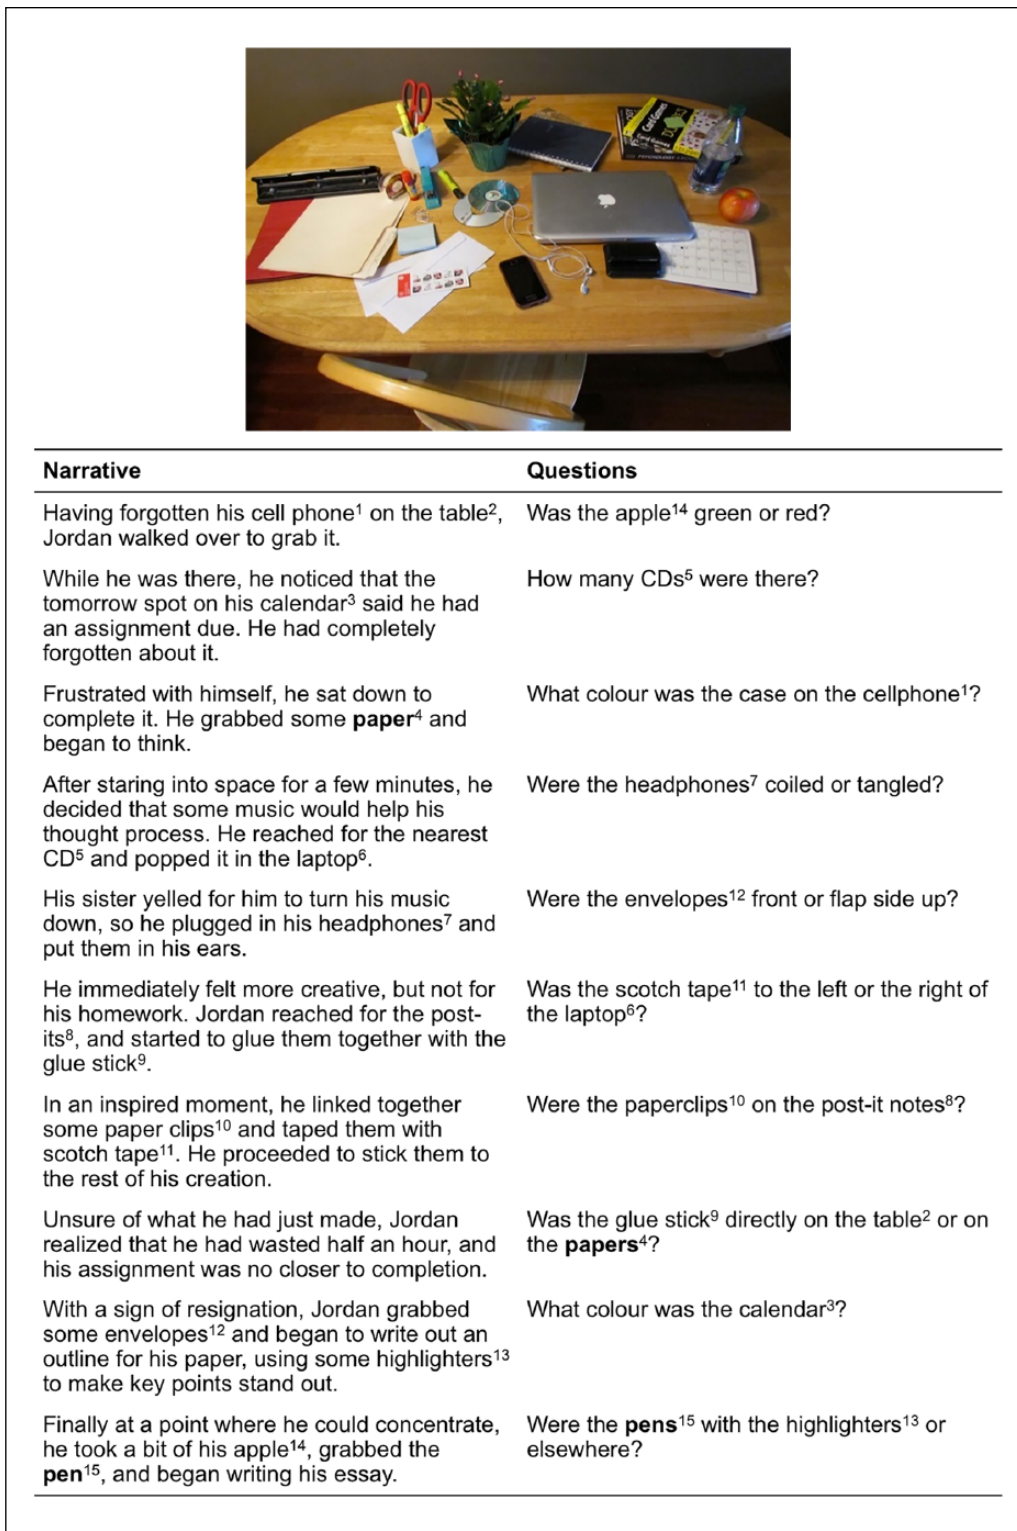 Card Games
Card Games
Narrative
Questions
Having forgotten his cell phone¹ on the table²,
Jordan walked over to grab it.
Was the apple¹⁴ green or red?
While he was there, he noticed that the
tomorrow spot on his calendar³ said he had
an assignment due. He had completely
forgotten about it.
How many CDs⁵ were there?
Frustrated with himself, he sat down to
complete it. He grabbed some paper⁴ and
began to think.
What colour was the case on the cellphone¹?
After staring into space for a few minutes, he
decided that some music would help his
thought process. He reached for the nearest
CD⁵ and popped it in the laptop⁶.
Were the headphones⁷ coiled or tangled?
His sister yelled for him to turn his music
down, so he plugged in his headphones⁷ and
put them in his ears.
Were the envelopes¹² front or flap side up?
He immediately felt more creative, but not for
his homework. Jordan reached for the post-
its⁸, and started to glue them together with the
glue stick⁹.
Was the scotch tape¹¹ to the left or the right of
the laptop⁶?
In an inspired moment, he linked together
some paper clips¹⁰ and taped them with
scotch tape¹¹. He proceeded to stick them to
the rest of his creation.
Were the paperclips¹⁰ on the post-it notes⁸?
Unsure of what he had just made, Jordan
realized that he had wasted half an hour, and
his assignment was no closer to completion.
Was the glue stick⁹ directly on the table² or on
the papers⁴?
With a sign of resignation, Jordan grabbed
some envelopes¹² and began to write out an
outline for his paper, using some highlighters¹³
to make key points stand out.
What colour was the calendar³?
Finally at a point where he could concentrate,
he took a bit of his apple¹⁴, grabbed the
pen¹⁵, and began writing his essay.
Were the pens¹⁵ with the highlighters¹³ or
elsewhere?